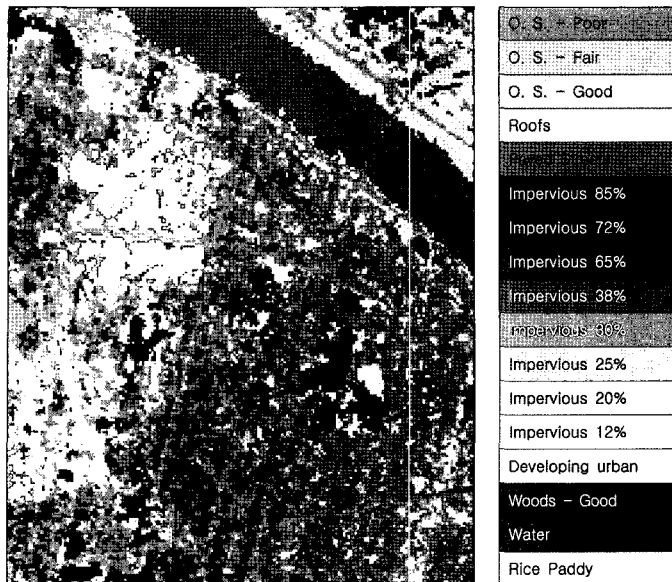 O. S. - Poor
O. S. - Fair
O. S. - Good
Roofs
Impervious 85%
Impervious 72%
Impervious 65%
Impervious 38%
Impervious 30%
Impervious 25%
Impervious 20%
Impervious 12%
Developing urban
Woods - Good
Water
Rice Paddy